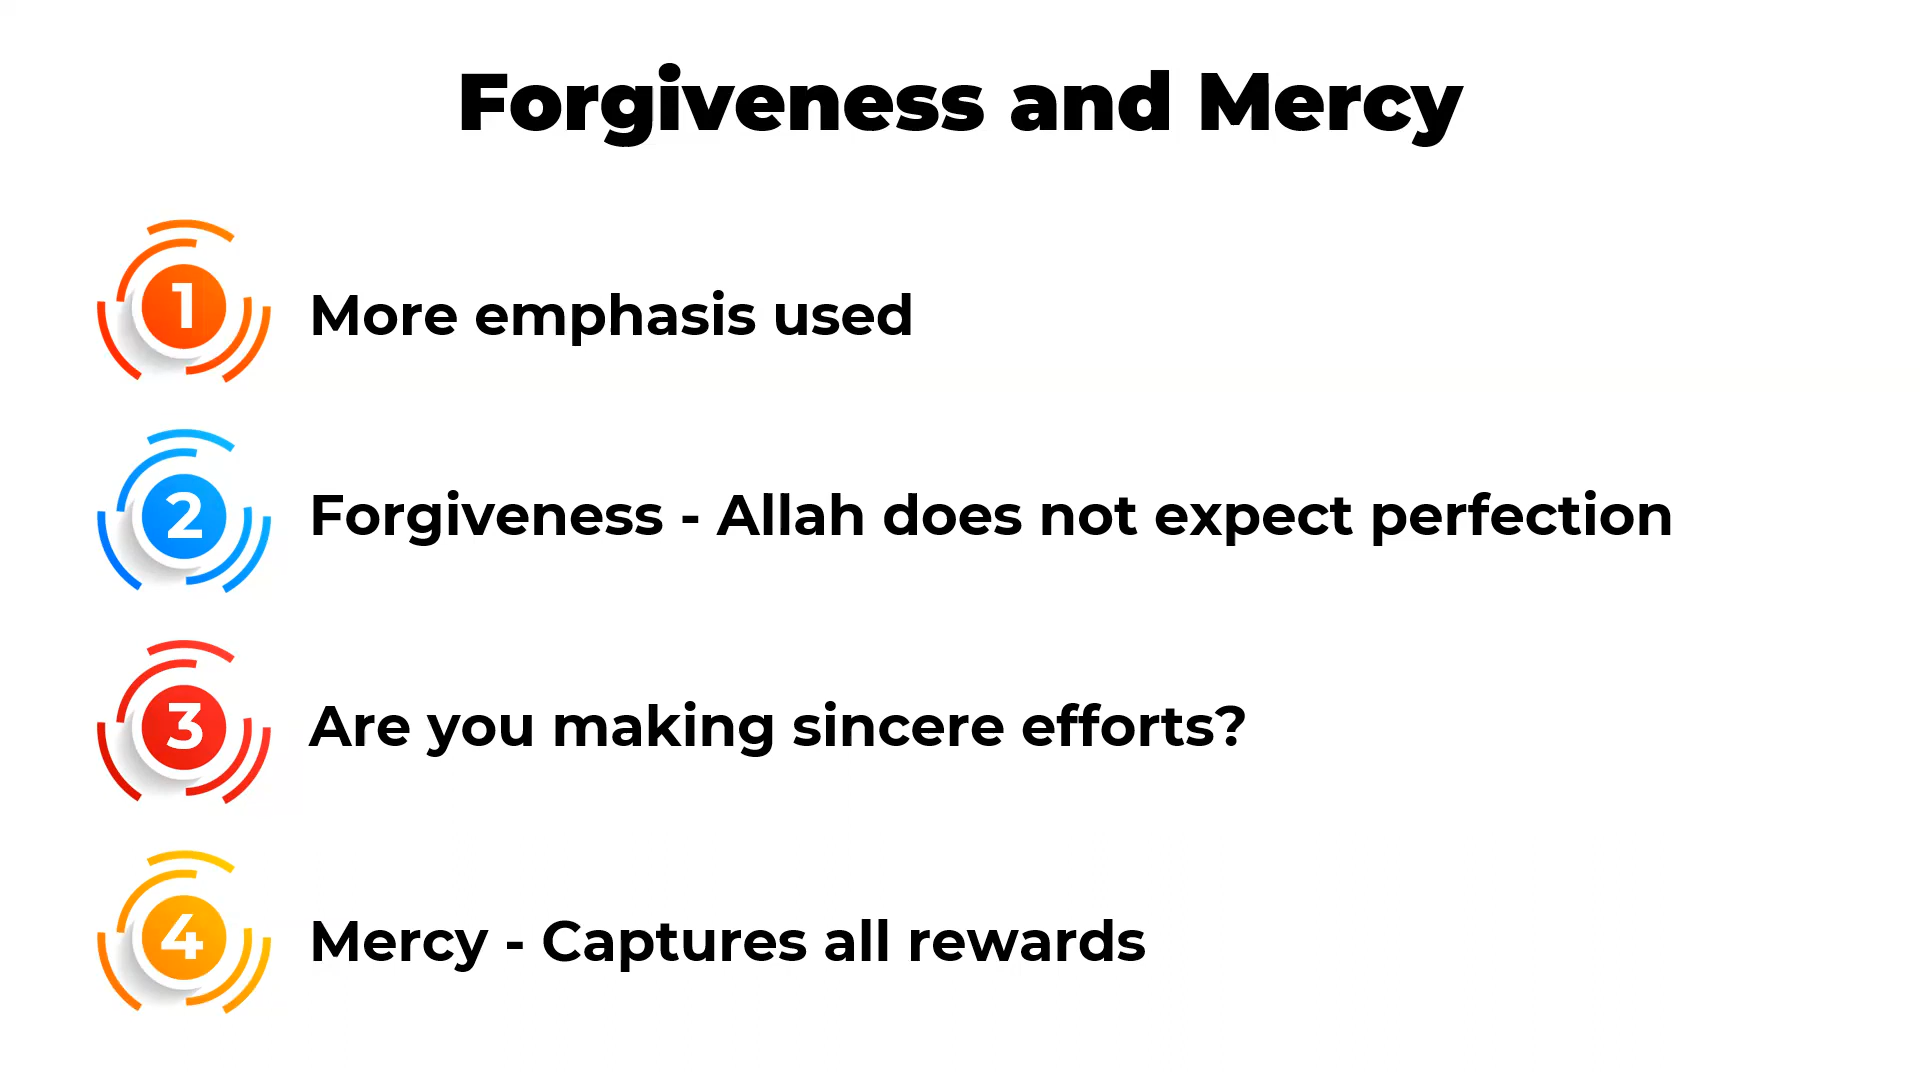 Forgiveness and Mercy
1 More emphasis used
2 Forgiveness - Allah does not expect perfection
3 Are you making sincere efforts?
4 Mercy - Captures all rewards